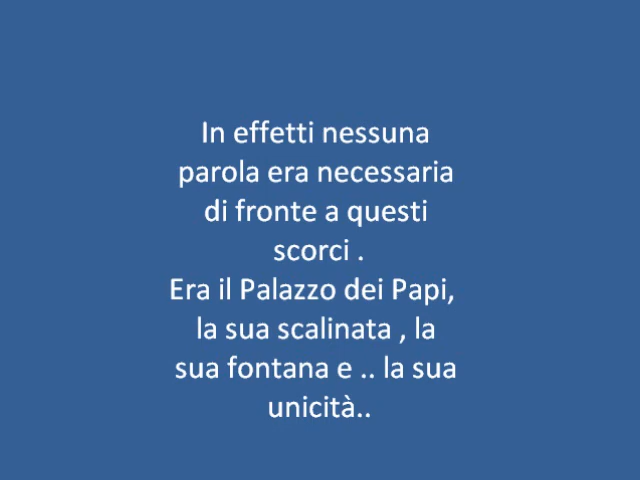 In effetti nessuna
parola era necessaria
di fronte a questi
scorci .
Era il Palazzo dei Papi,
la sua scalinata , la
sua fontana e .. la sua
unicità..